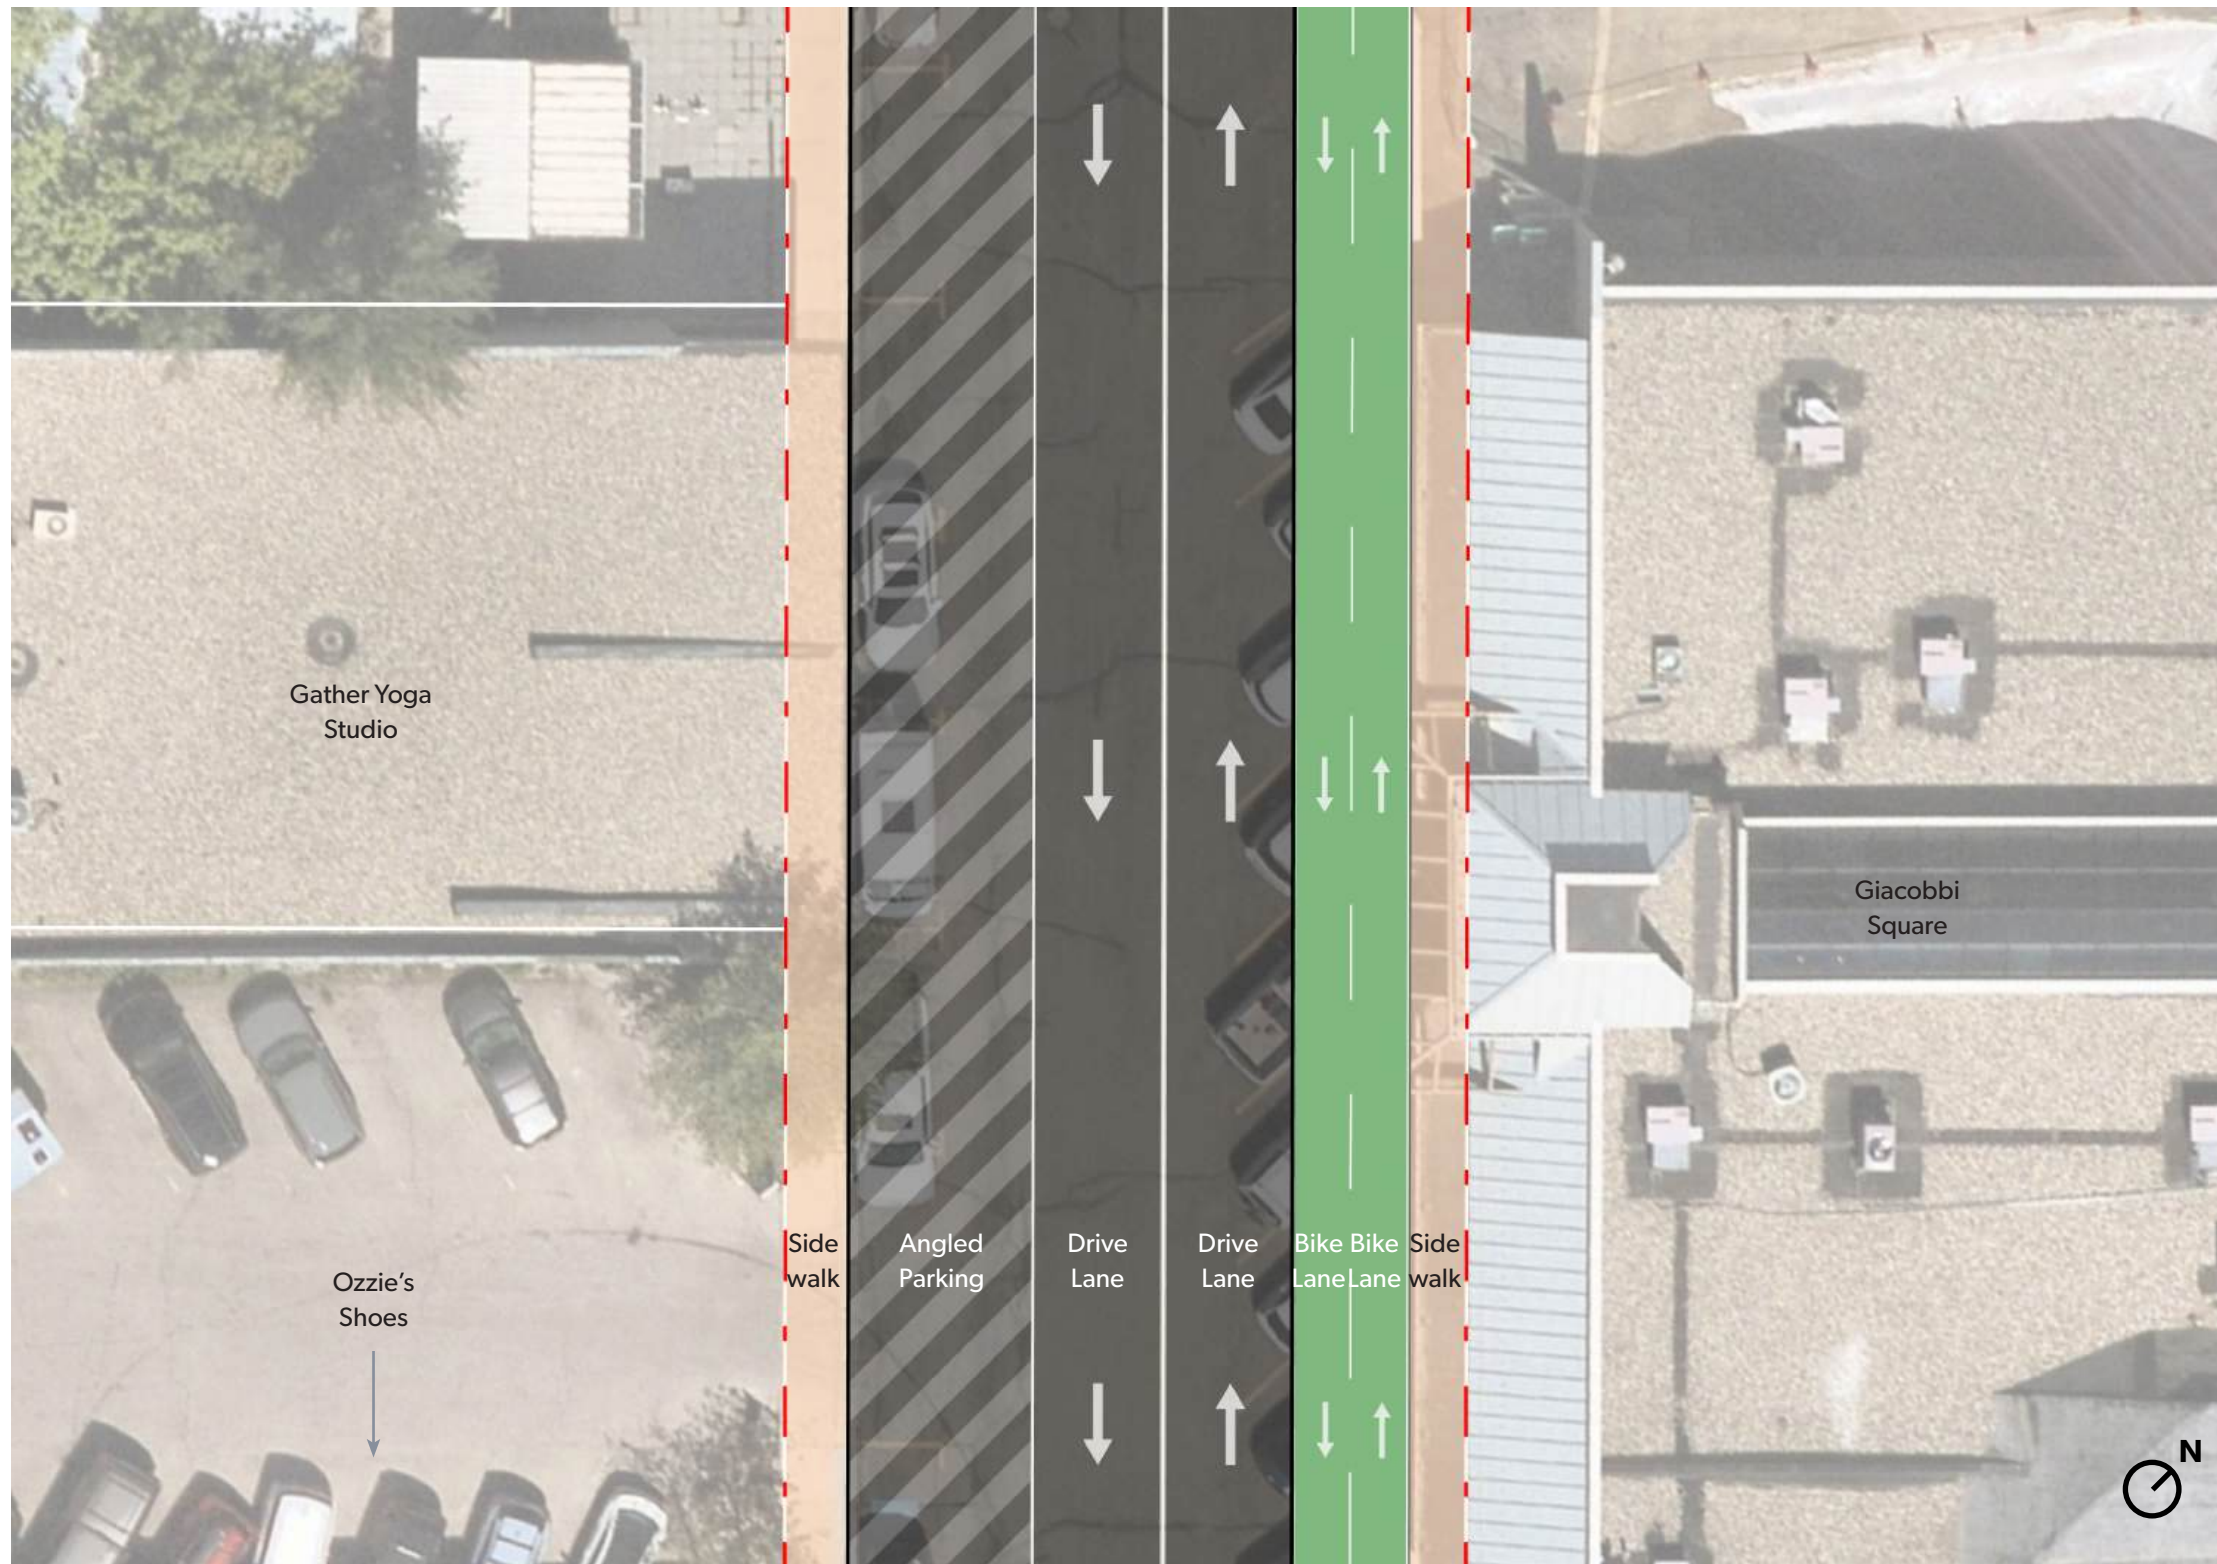 Gather Yoga
Studio
Giacobbi
Square
Side
walk
Angled
Parking
Drive
Lane
Drive
Lane
Bike
Lane
Bike
Lane
Side
walk
Ozzie’s
Shoes
N